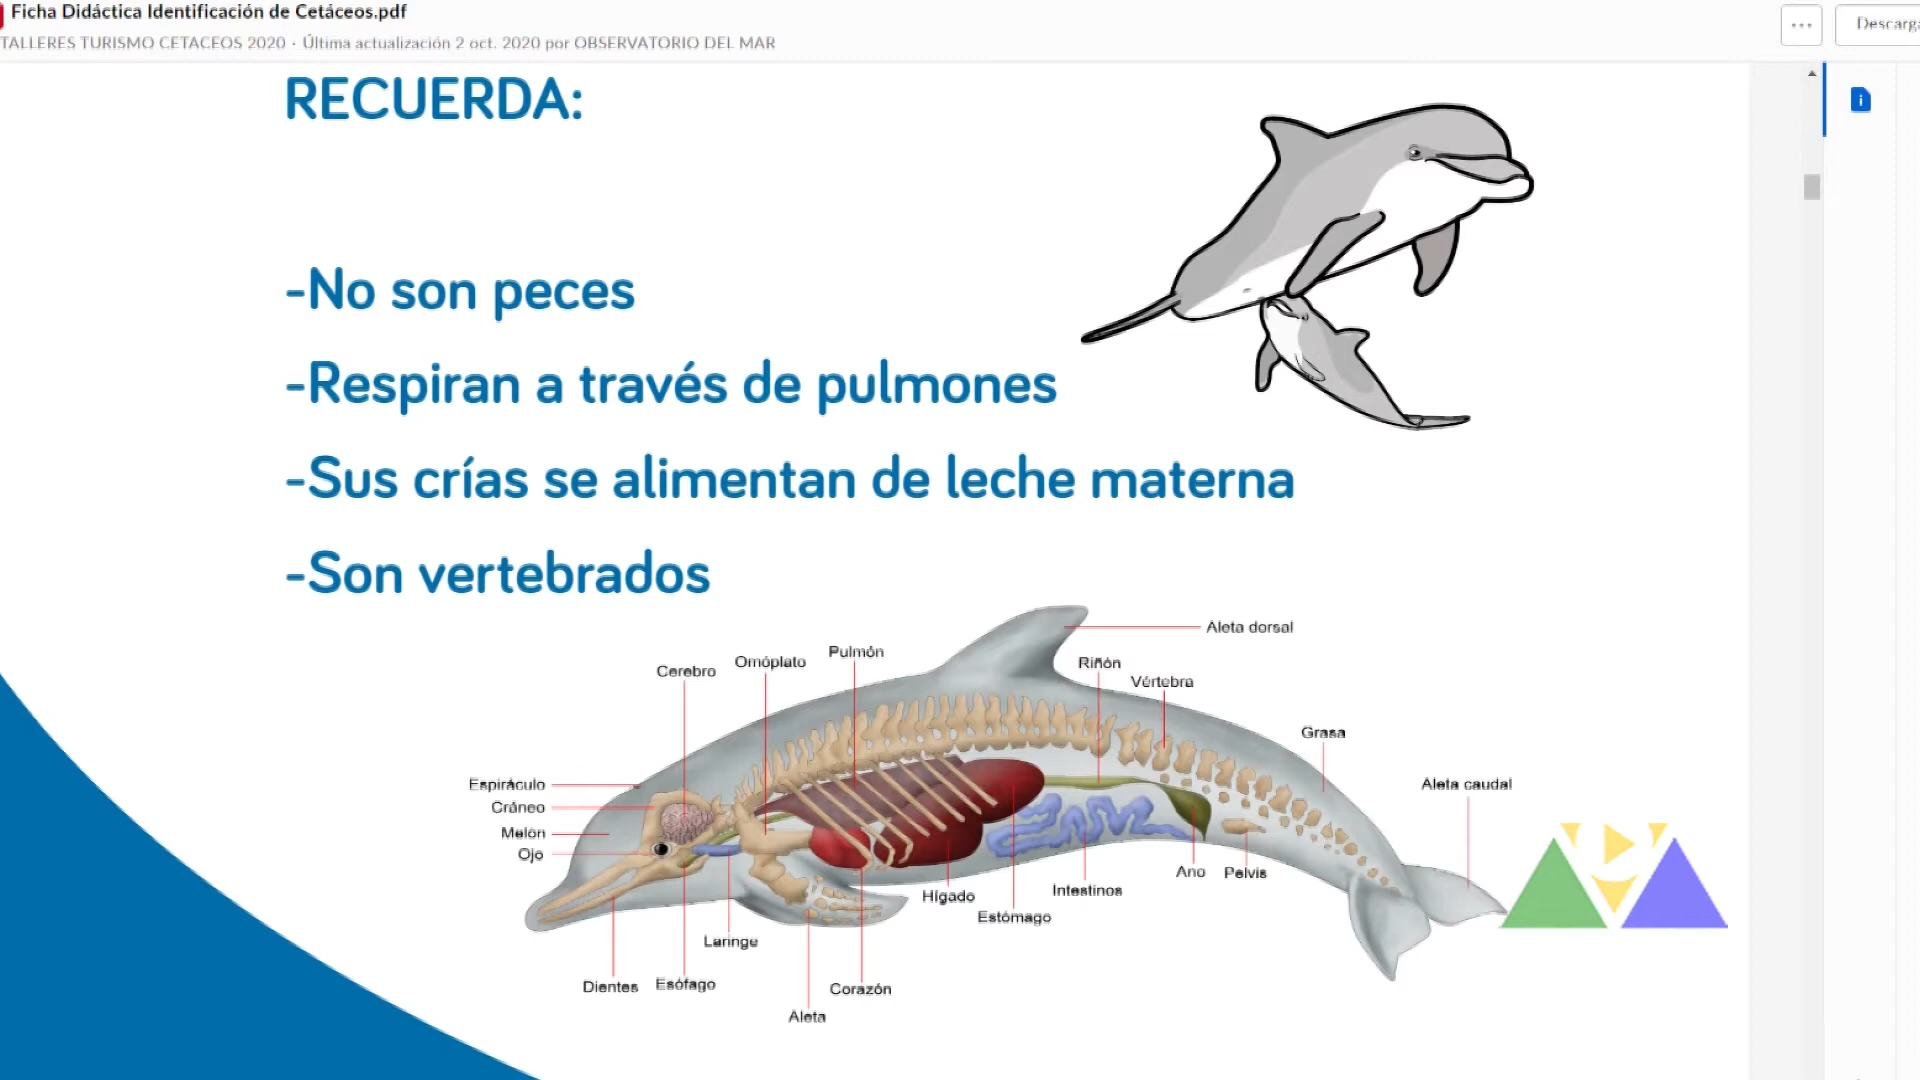 Ficha Didáctica Identificación de Cetáceos.pdf
TALLERES TURISMO CETACEOS 2020 · Última actualización 2 oct. 2020 por OBSERVATORIO DEL MAR
RECUERDA:
-No son peces
-Respiran a través de pulmones
-Sus crías se alimentan de leche materna
-Son vertebrados
Aleta dorsal
Pulmón
Omóplato
Cerebro
Riñón
Vértebra
Grasa
Aleta caudal
Espiráculo
Cráneo
Melón
Ojo
Ano
Pelvis
Intestinos
Hígado
Estómago
Laringe
Dientes
Esófago
Corazón
Aleta